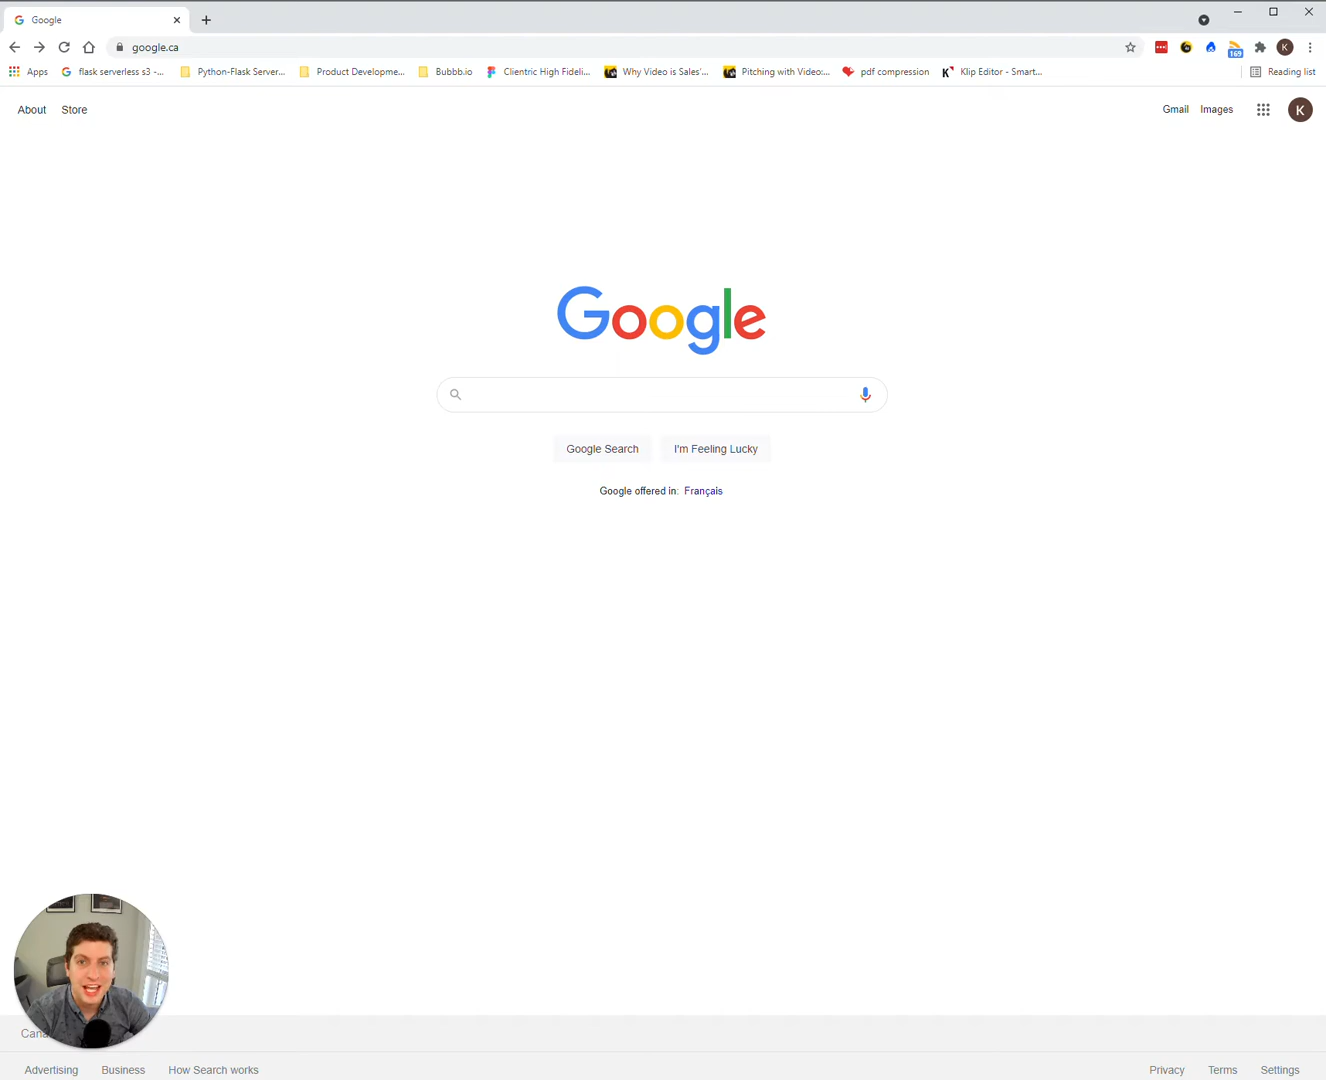 Google
google.ca
Apps flask serverless s3 -... Python-Flask Server... Product Developme... Bubbb.io Clientric High Fideli... Why Video is Sales'... Pitching with Video:... pdf compression Klip Editor - Smart... Reading list
169
K
About Store Gmail Images K
Google
Google Search I'm Feeling Lucky
Google offered in: Français
Advertising Business How Search works Privacy Terms Settings